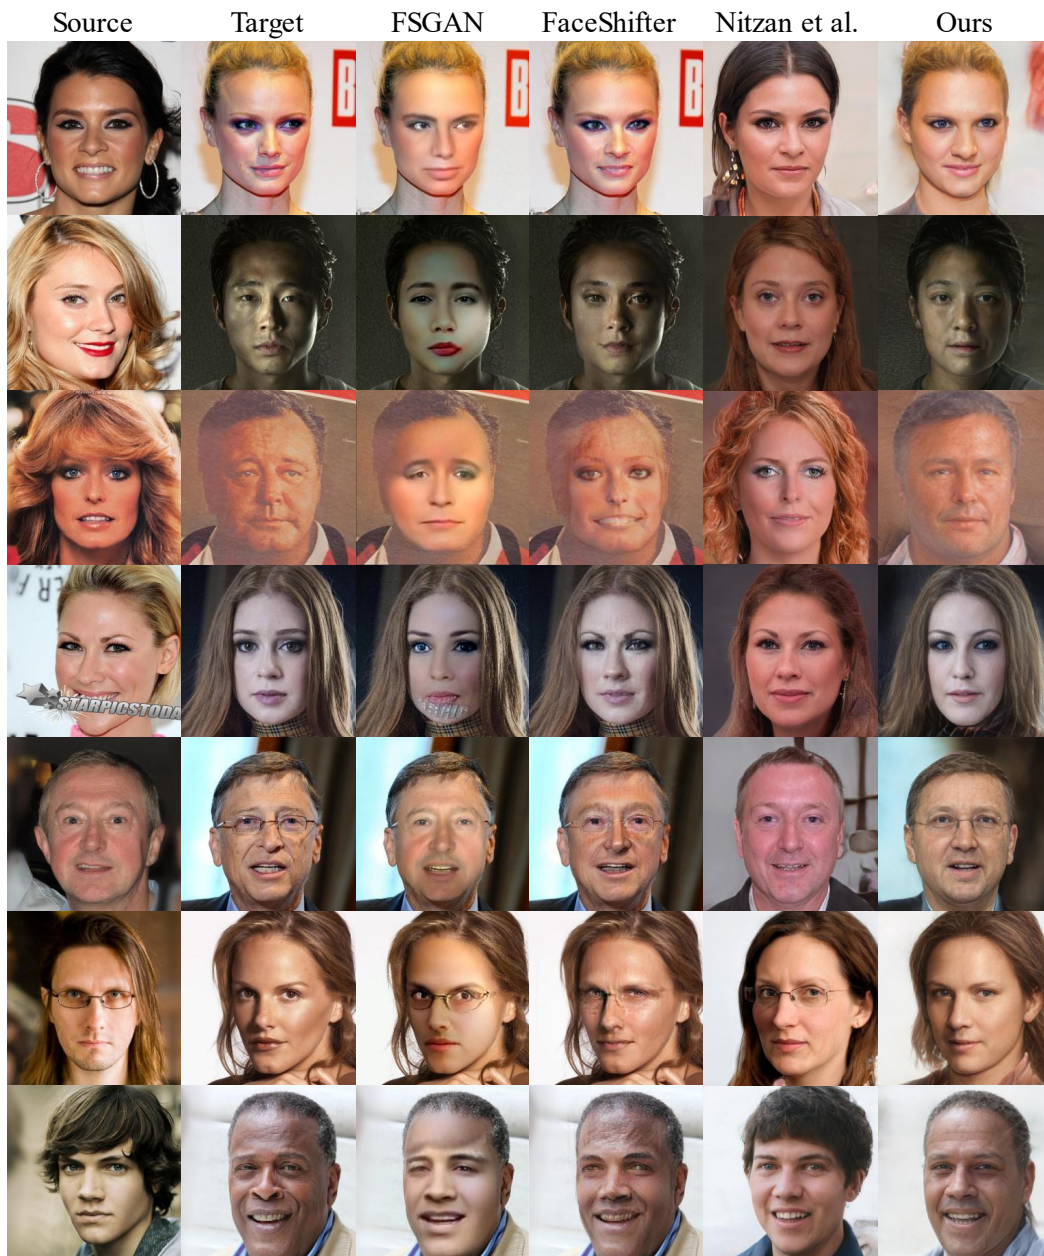 Source Target FSGAN FaceShifter Nitzan et al. Ours
B B B
STARPICSTODA